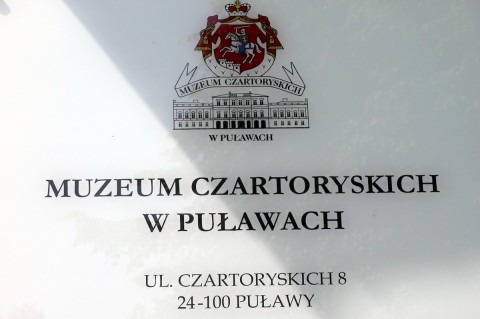 MUZEUM CZARTORYSKICH
W PUŁAWACH
MUZEUM CZARTORYSKICH
W PUŁAWACH
UL. CZARTORYSKICH 8
24-100 PUŁAWY